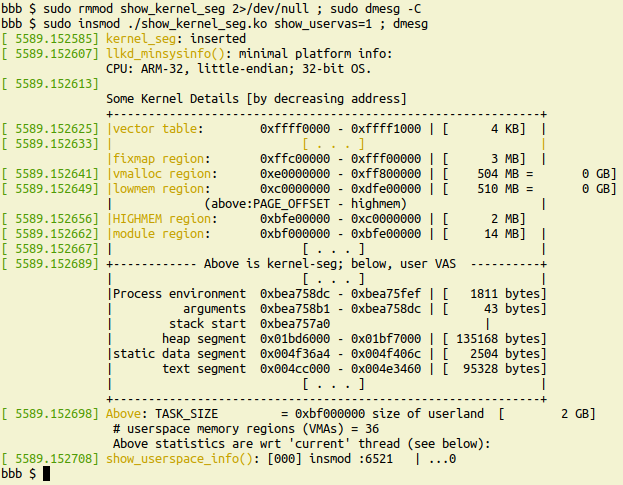 bbb $ sudo rmmod show_kernel_seg 2>/dev/null ; sudo dmesg -C
bbb $ sudo insmod ./show_kernel_seg.ko show_uservas=1 ; dmesg
[ 5589.152585] kernel_seg: inserted
[ 5589.152607] llkd_minsysinfo(): minimal platform info:
               CPU: ARM-32, little-endian; 32-bit OS.
[ 5589.152613]
               Some Kernel Details [by decreasing address]
               +-------------------------------------------------------------+
[ 5589.152625] |vector table:        0xffff0000 - 0xffff1000 | [      4 KB]  |
[ 5589.152633] |                           [ . . . ]                         |
               |fixmap region:       0xffc00000 - 0xfff00000 | [      3 MB]  |
[ 5589.152641] |vmalloc region:      0xe0000000 - 0xff800000 | [    504 MB =       0 GB]
[ 5589.152649] |lowmem region:       0xc0000000 - 0xdfe00000 | [    510 MB =       0 GB]
               |             (above:PAGE_OFFSET - highmem)                   |
[ 5589.152656] |HIGHMEM region:      0xbfe00000 - 0xc0000000 | [      2 MB]
[ 5589.152662] |module region:       0xbf000000 - 0xbfe00000 | [     14 MB]  |
[ 5589.152667] |                           [ . . . ]                         |
[ 5589.152689] +------------ Above is kernel-seg; below, user VAS  ----------+
               |                           [ . . . ]                         |
               |Process environment  0xbea758dc - 0xbea75fef | [   1811 bytes]
               |          arguments  0xbea758b1 - 0xbea758dc | [     43 bytes]
               |        stack start  0xbea757a0                      |
               |       heap segment  0x01bd6000 - 0x01bf7000 | [ 135168 bytes]
               |static data segment  0x004f36a4 - 0x004f406c | [   2504 bytes]
               |       text segment  0x004cc000 - 0x004e3460 | [  95328 bytes]
               |                           [ . . . ]                         |
               +-------------------------------------------------------------+
[ 5589.152698] Above: TASK_SIZE         = 0xbf000000 size of userland  [        2 GB]
                # userspace memory regions (VMAs) = 36
                Above statistics are wrt 'current' thread (see below):
[ 5589.152708] show_userspace_info(): [000] insmod :6521   | ...0
bbb $